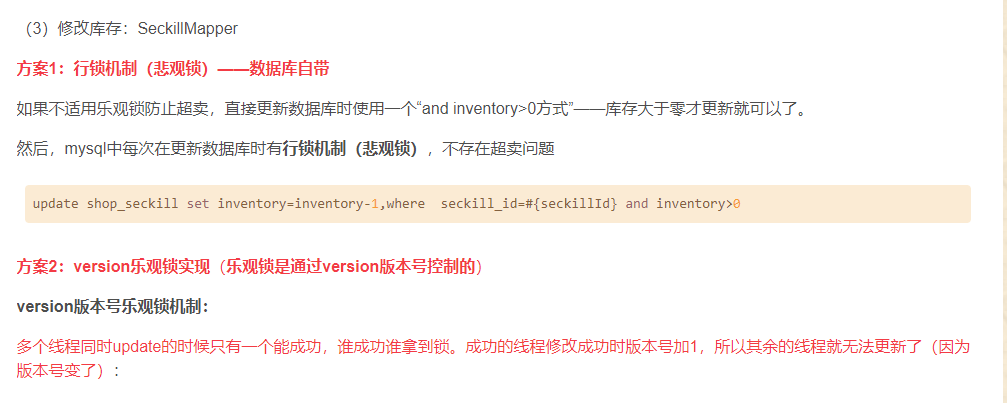 （3）修改库存：SeckillMapper
方案1：行锁机制（悲观锁）——数据库自带
如果不适用乐观锁防止超卖，直接更新数据库时使用一个“and inventory>0方式”——库存大于零才更新就可以了。
然后，mysql中每次在更新数据库时有行锁机制（悲观锁），不存在超卖问题
update shop_seckill set inventory=inventory-1,where  seckill_id=#{seckillId} and inventory>0
方案2：version乐观锁实现（乐观锁是通过version版本号控制的）
version版本号乐观锁机制：
多个线程同时update的时候只有一个能成功，谁成功谁拿到锁。成功的线程修改成功时版本号加1，所以其余的线程就无法更新了（因为
版本号变了）：